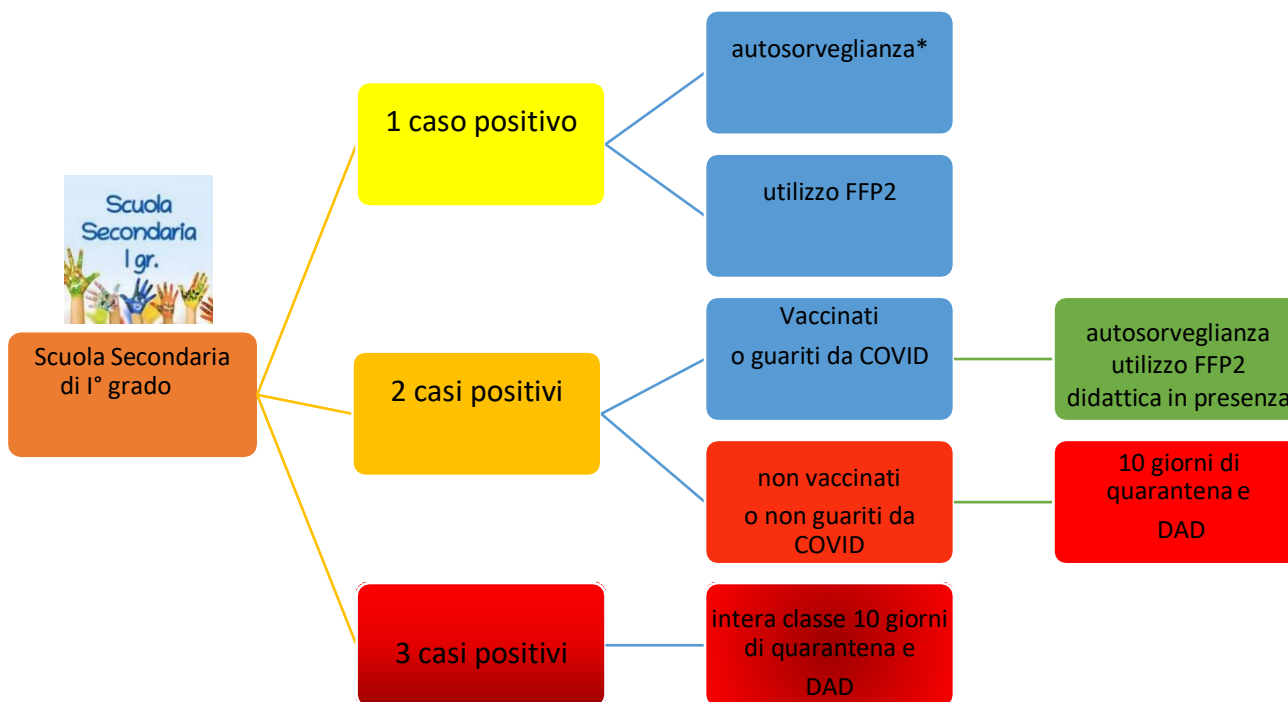 Scuola
Secondaria
I gr.
Scuola Secondaria
di I° grado
1 caso positivo
autosorveglianza*
utilizzo FFP2
2 casi positivi
Vaccinati
o guariti da COVID
autosorveglianza
utilizzo FFP2
didattica in presenza
non vaccinati
o non guariti da
COVID
10 giorni di
quarantena e
DAD
3 casi positivi
intera classe 10 giorni
di quarantena e
DAD